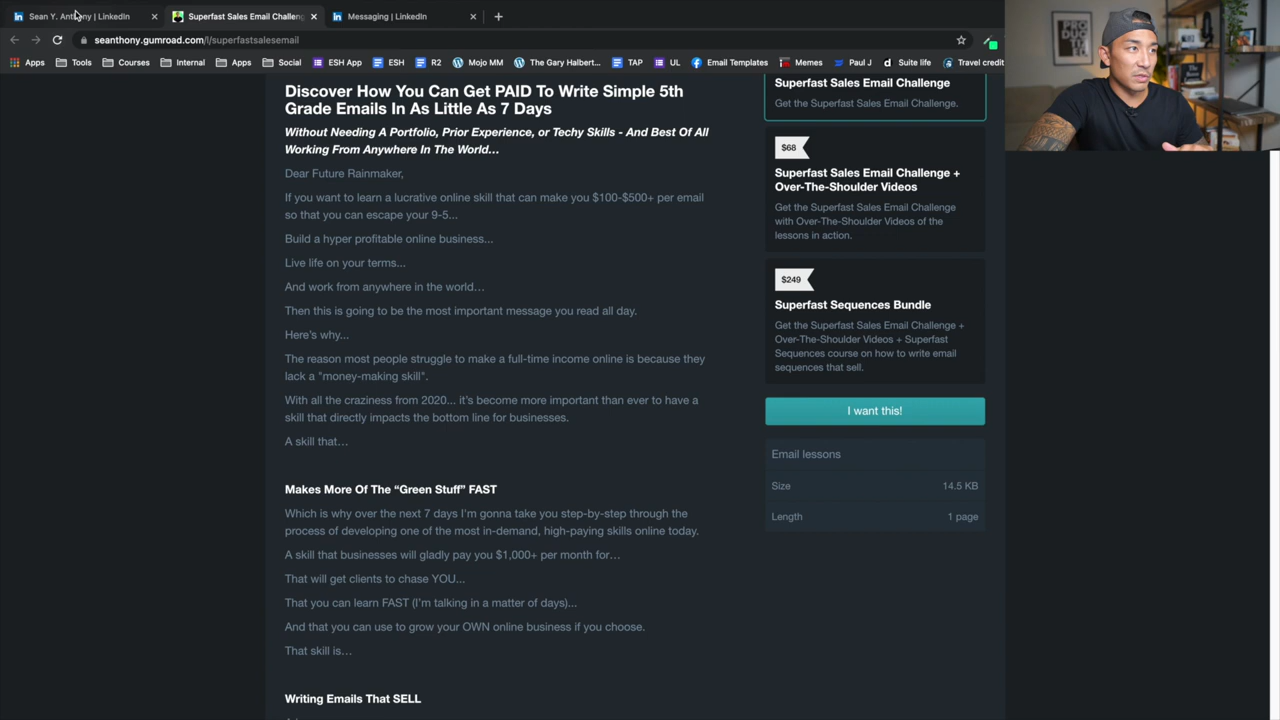 Sean Y. Anthony | LinkedIn
Superfast Sales Email Challeng
Messaging | LinkedIn
seanthony.gumroad.com/l/superfastsalesemail
Apps
Tools
Courses
Internal
Apps
Social
ESH App
ESH
R2
Mojo MM
The Gary Halbert...
TAP
UL
Email Templates
Memes
Paul J
Suite life
Travel credit
Discover How You Can Get PAID To Write Simple 5th
Grade Emails In As Little As 7 Days
Without Needing A Portfolio, Prior Experience, or Techy Skills - And Best Of All
Working From Anywhere In The World…
Dear Future Rainmaker,
If you want to learn a lucrative online skill that can make you $100-$500+ per email
so that you can escape your 9-5...
Build a hyper profitable online business...
Live life on your terms...
And work from anywhere in the world…
Then this is going to be the most important message you read all day.
Here's why...
The reason most people struggle to make a full-time income online is because they
lack a "money-making skill".
With all the craziness from 2020... it's become more important than ever to have a
skill that directly impacts the bottom line for businesses.
A skill that…
Makes More Of The “Green Stuff” FAST
Which is why over the next 7 days I'm gonna take you step-by-step through the
process of developing one of the most in-demand, high-paying skills online today.
A skill that businesses will gladly pay you $1,000+ per month for…
That will get clients to chase YOU...
That you can learn FAST (I'm talking in a matter of days)...
And that you can use to grow your OWN online business if you choose.
That skill is…
Writing Emails That SELL
Superfast Sales Email Challenge
Get the Superfast Sales Email Challenge.
$68
Superfast Sales Email Challenge +
Over-The-Shoulder Videos
Get the Superfast Sales Email Challenge
with Over-The-Shoulder Videos of the
lessons in action.
$249
Superfast Sequences Bundle
Get the Superfast Sales Email Challenge +
Over-The-Shoulder Videos + Superfast
Sequences course on how to write email
sequences that sell.
I want this!
Email lessons
Size 14.5 KB
Length 1 page